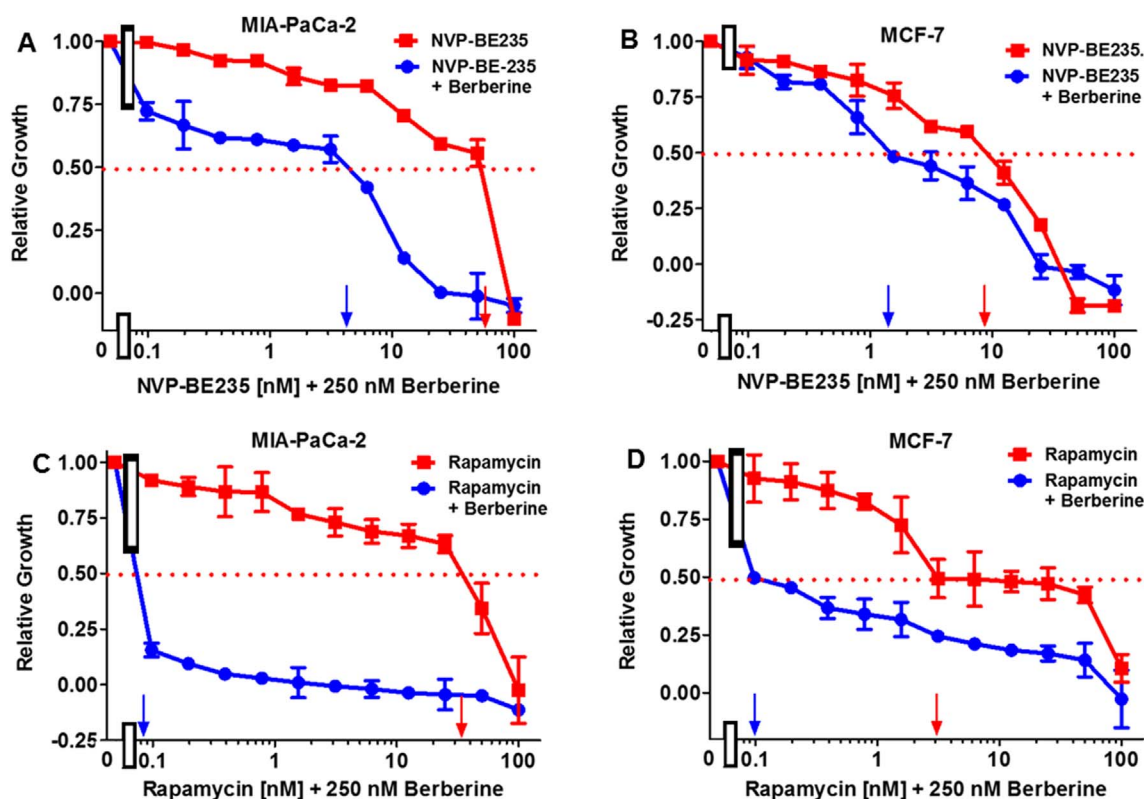 A
MIA-PaCa-2
NVP-BE235
NVP-BE-235
+ Berberine
Relative Growth
1.00
0.75
0.50
0.25
0.00
0 0.1 1 10 100
NVP-BE235 [nM] + 250 nM Berberine
B
MCF-7
NVP-BE235.
NVP-BE235
+ Berberine
Relative Growth
1.00
0.75
0.50
0.25
0.00
-0.25
0 0.1 1 10 100
NVP-BE235 [nM] + 250 nM Berberine
C
MIA-PaCa-2
Rapamycin
Rapamycin
+ Berberine
Relative Growth
1.00
0.75
0.50
0.25
0.00
-0.25
0 0.1 1 10 100
Rapamycin [nM] + 250 nM Berberine
D
MCF-7
Rapamycin
Rapamycin
+ Berberine
Relative Growth
1.00
0.75
0.50
0.25
0.00
0 0.1 1 10 100
Rapamycin [nM] + 250 nM Berberine